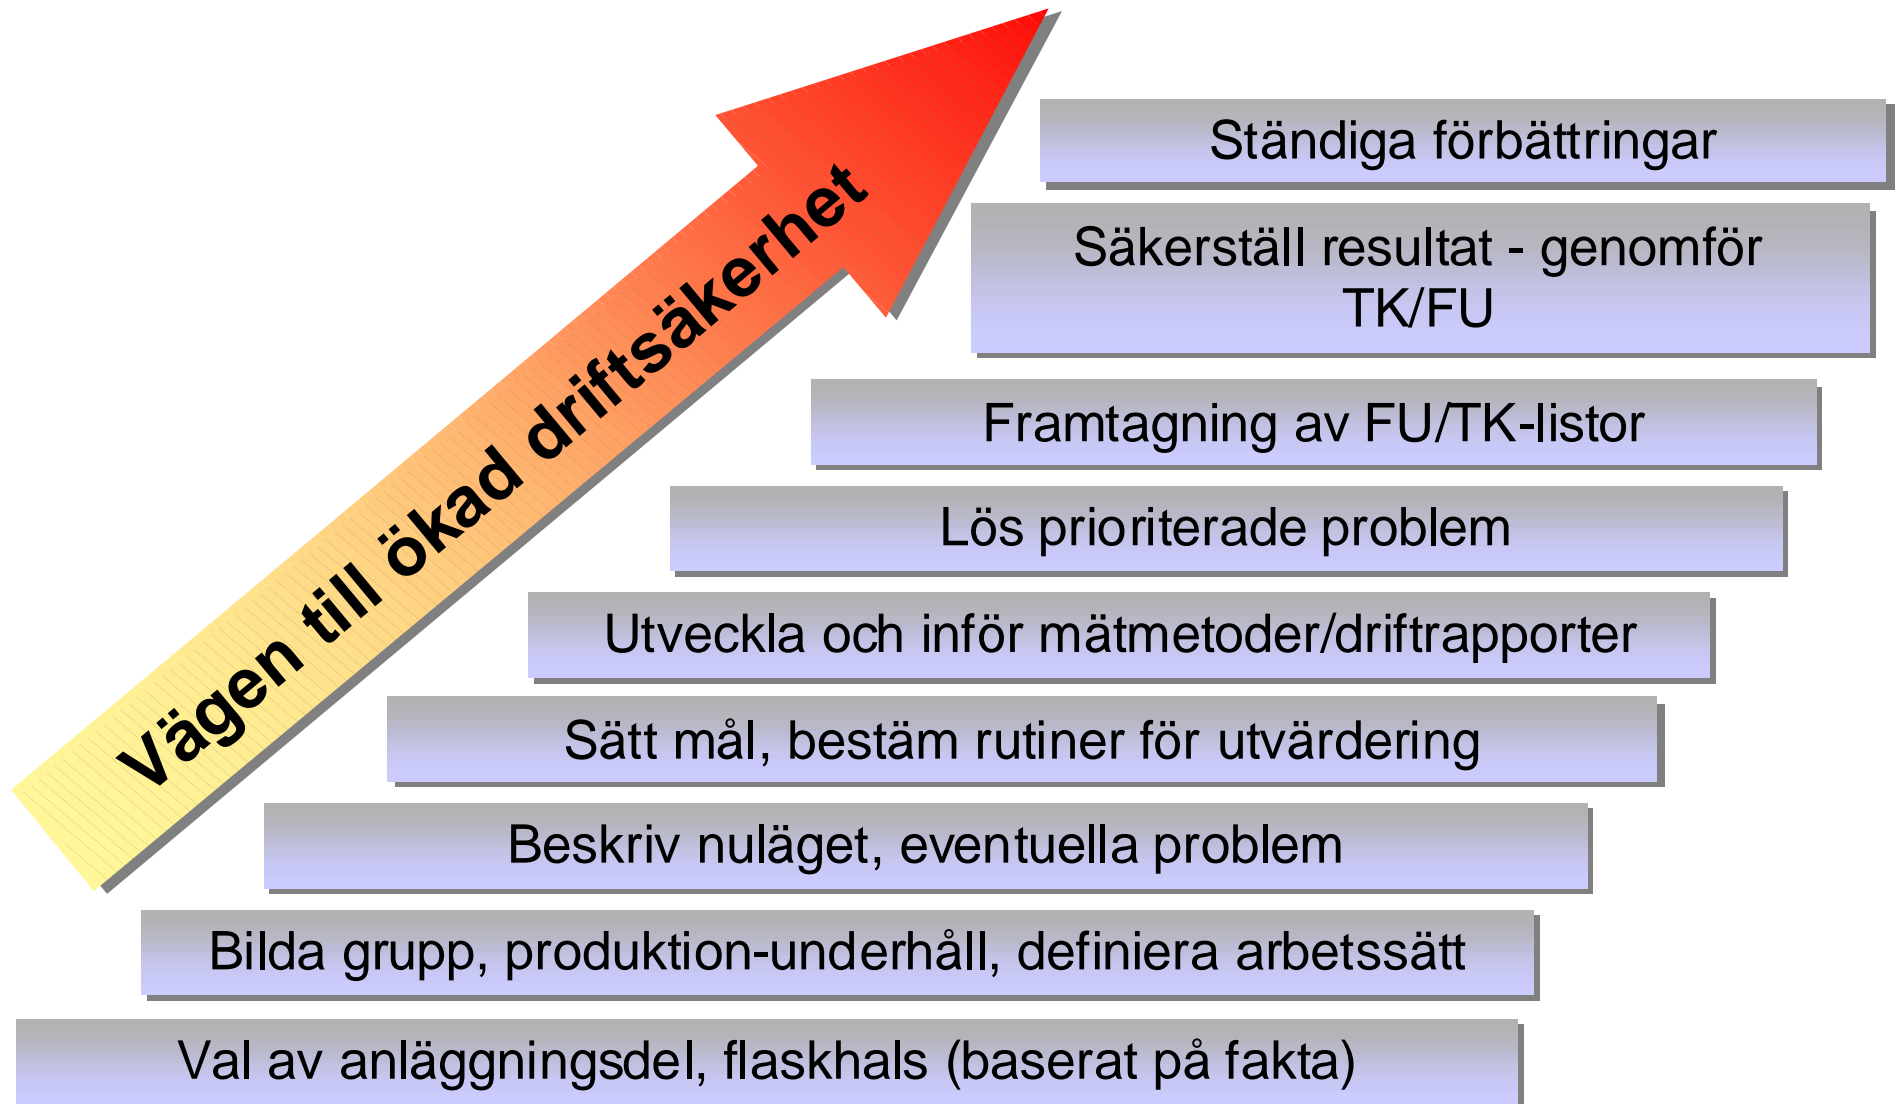 Vägen till ökad driftsäkerhet
Ständiga förbättringar
Säkerställ resultat - genomför
TK/FU
Framtagning av FU/TK-listor
Lös prioriterade problem
Utveckla och inför mätmetoder/driftrapporter
Sätt mål, bestäm rutiner för utvärdering
Beskriv nuläget, eventuella problem
Bilda grupp, produktion-underhåll, definiera arbetssätt
Val av anläggningsdel, flaskhals (baserat på fakta)